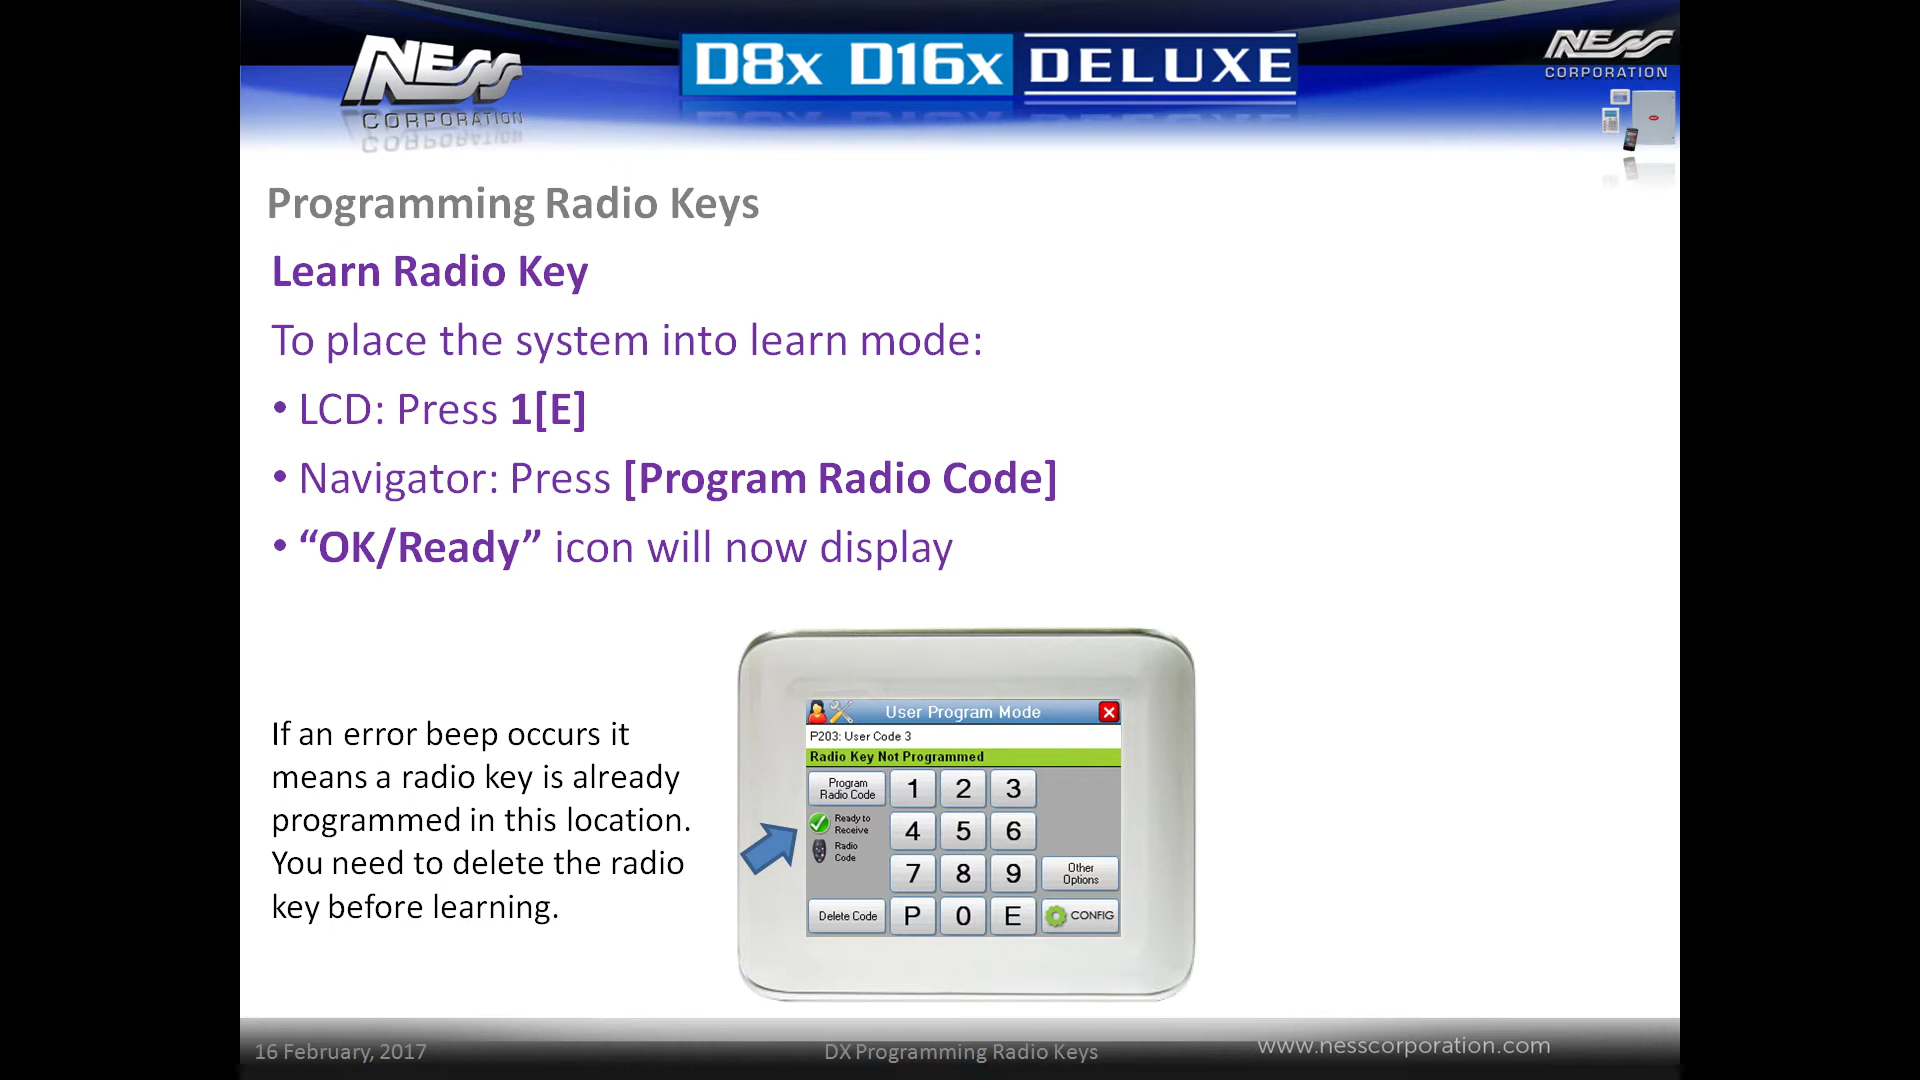 NESS
CORPORATION
D8x D16x DELUXE
NESS
CORPORATION
Programming Radio Keys
Learn Radio Key
To place the system into learn mode:
• LCD: Press 1[E]
• Navigator: Press [Program Radio Code]
• “OK/Ready” icon will now display
If an error beep occurs it
means a radio key is already
programmed in this location.
You need to delete the radio
key before learning.
User Program Mode
P203: User Code 3
Radio Key Not Programmed
Program
Radio Code
1 2 3
Ready to
Receive
4 5 6
Radio
Code
7 8 9
Other
Options
Delete Code
P 0 E
CONFIG
16 February, 2017
DX Programming Radio Keys
www.nesscorporation.com